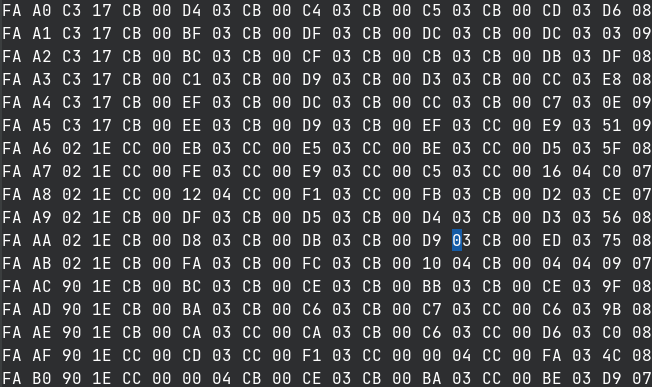 FA A0 C3 17 CB 00 D4 03 CB 00 C4 03 CB 00 C5 03 CB 00 CD 03 D6 08
FA A1 C3 17 CB 00 BF 03 CB 00 DF 03 CB 00 DC 03 CB 00 DC 03 03 09
FA A2 C3 17 CB 00 BC 03 CB 00 CF 03 CB 00 CB 03 CB 00 DB 03 DF 08
FA A3 C3 17 CB 00 C1 03 CB 00 D9 03 CB 00 D3 03 CB 00 CC 03 E8 08
FA A4 C3 17 CB 00 EF 03 CB 00 DC 03 CB 00 CC 03 CB 00 C7 03 0E 09
FA A5 C3 17 CB 00 EE 03 CB 00 D9 03 CB 00 EF 03 CC 00 E9 03 51 09
FA A6 02 1E CC 00 EB 03 CC 00 E5 03 CC 00 BE 03 CC 00 D5 03 5F 08
FA A7 02 1E CC 00 FE 03 CC 00 E9 03 CC 00 C5 03 CC 00 16 04 C0 07
FA A8 02 1E CC 00 12 04 CC 00 F1 03 CC 00 FB 03 CB 00 D2 03 CE 07
FA A9 02 1E CB 00 DF 03 CB 00 D5 03 CB 00 D4 03 CB 00 D3 03 56 08
FA AA 02 1E CB 00 D8 03 CB 00 DB 03 CB 00 D9 03 CB 00 ED 03 75 08
FA AB 02 1E CB 00 FA 03 CB 00 FC 03 CB 00 10 04 CB 00 04 04 09 07
FA AC 90 1E CB 00 BC 03 CB 00 CE 03 CB 00 BB 03 CB 00 CE 03 9F 08
FA AD 90 1E CB 00 BA 03 CB 00 C6 03 CB 00 C7 03 CC 00 C6 03 9B 08
FA AE 90 1E CB 00 CA 03 CC 00 CA 03 CB 00 C6 03 CC 00 D6 03 C0 08
FA AF 90 1E CC 00 CD 03 CC 00 F1 03 CC 00 00 04 CC 00 FA 03 4C 08
FA B0 90 1E CC 00 00 04 CB 00 CE 03 CB 00 BA 03 CC 00 BE 03 D9 07